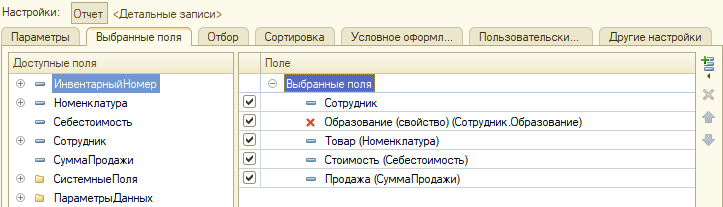 Настройки: Отчет <Детальные записи>
Параметры Выбранные поля Отбор Сортировка Условное оформл... Пользовательски... Другие настройки
Доступные поля
ИнвентарныйНомер
Номенклатура
Себестоимость
Сотрудник
СуммаПродажи
СистемныеПоля
ПараметрыДанных
Поле
Выбранные поля
Сотрудник
Образование (свойство) (Сотрудник.Образование)
Товар (Номенклатура)
Стоимость (Себестоимость)
Продажа (СуммаПродажи)